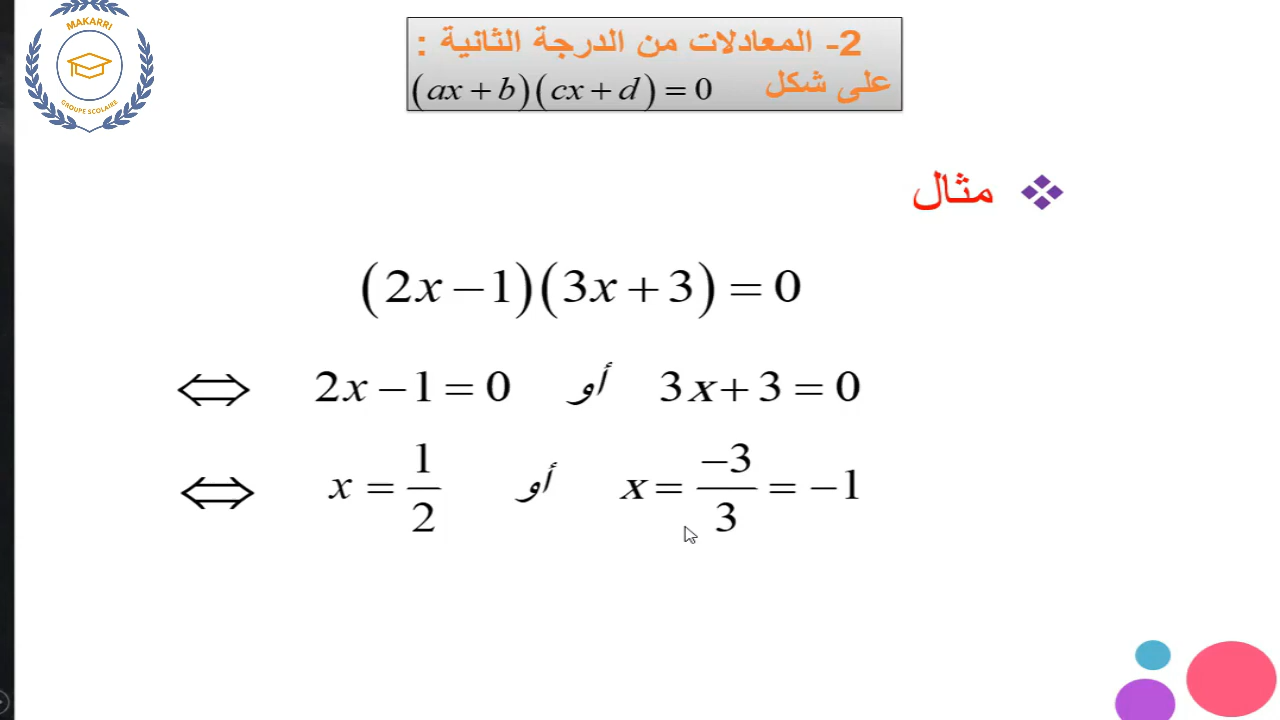 MAKARRI
GROUPE SCOLAIRE
2- المعادلات من الدرجة الثانية :
على شكل (ax+b)(cx+d)=0
❖ مثال
(2x−1)(3x+3)=0
⇔ 2x−1=0 أو 3x+3=0
⇔ x=1/2 أو x=−3/3=−1